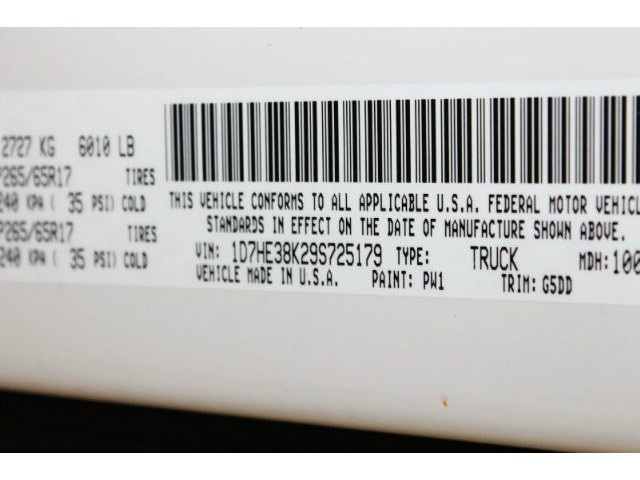 2727 KG 6010 LB
P265/65R17 TIRES
240 KPA ( 35 PSI) COLD
P265/65R17 TIRES
240 KPA ( 35 PSI) COLD
THIS VEHICLE CONFORMS TO ALL APPLICABLE U.S.A. FEDERAL MOTOR VEHICL
STANDARDS IN EFFECT ON THE DATE OF MANUFACTURE SHOWN ABOVE.
VIN: 1D7HE38K29S725179 TYPE: TRUCK MDH: 100
VEHICLE MADE IN U.S.A. PAINT: PW1 TRIM: G5DD